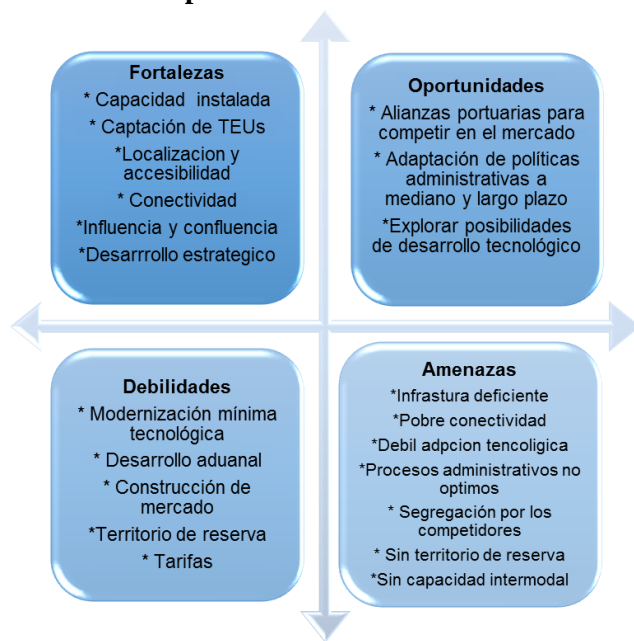 Fortalezas
* Capacidad instalada
* Captación de TEUs
*Localizacion y
accesibilidad
* Conectividad
*Influencia y confluencia
*Desarrrollo estrategico
Oportunidades
* Alianzas portuarias para
competir en el mercado
* Adaptación de políticas
administrativas a
mediano y largo plazo
*Explorar posibilidades
de desarrollo tecnológico
Debilidades
* Modernización mínima
tecnológica
* Desarrollo aduanal
* Construcción de
mercado
*Territorio de reserva
* Tarifas
Amenazas
*Infrastura deficiente
*Pobre conectividad
*Debil adpcion tencoligica
*Procesos administrativos no
optimos
* Segregación por los
competidores
* Sin territorio de reserva
*Sin capacidad intermodal